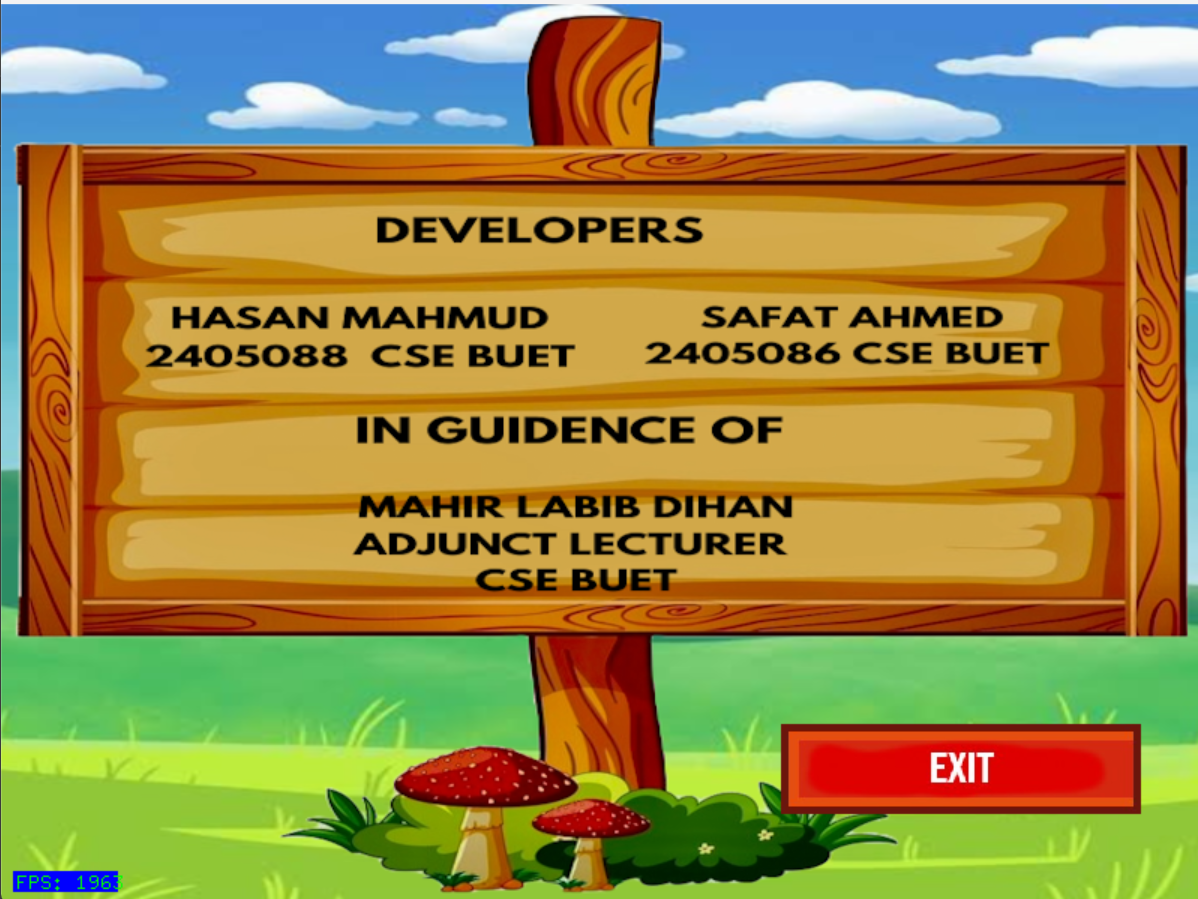 DEVELOPERS
HASAN MAHMUD
2405088 CSE BUET
SAFAT AHMED
2405086 CSE BUET
IN GUIDENCE OF
MAHIR LABIB DIHAN
ADJUNCT LECTURER
CSE BUET
EXIT
FPS: 1963